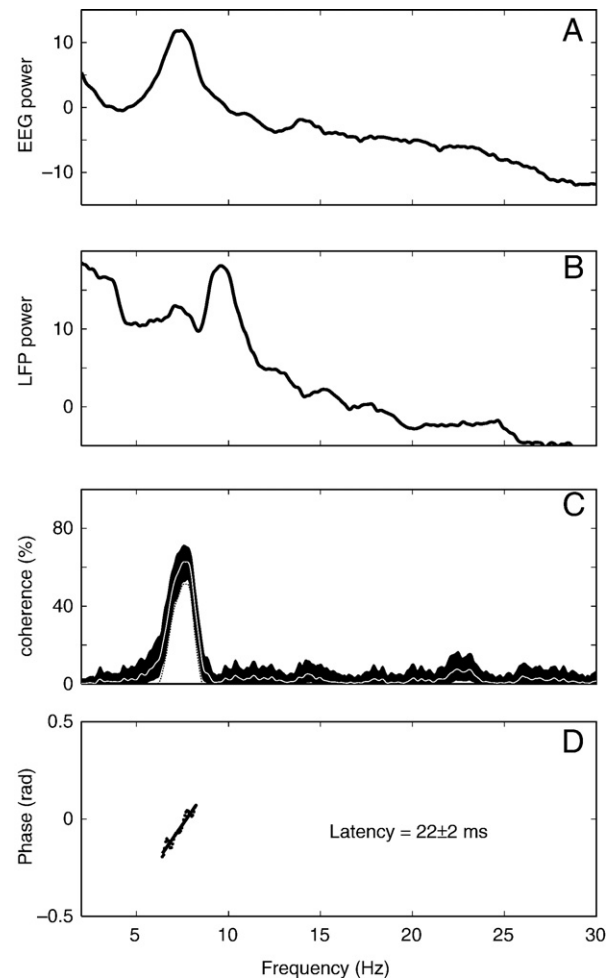 A
EEG power
10
0
−10
B
LFP power
10
0
C
coherence (%)
80
40
0
D
Phase (rad)
0.5
0
−0.5
Latency = 22±2 ms
5 10 15 20 25 30
Frequency (Hz)